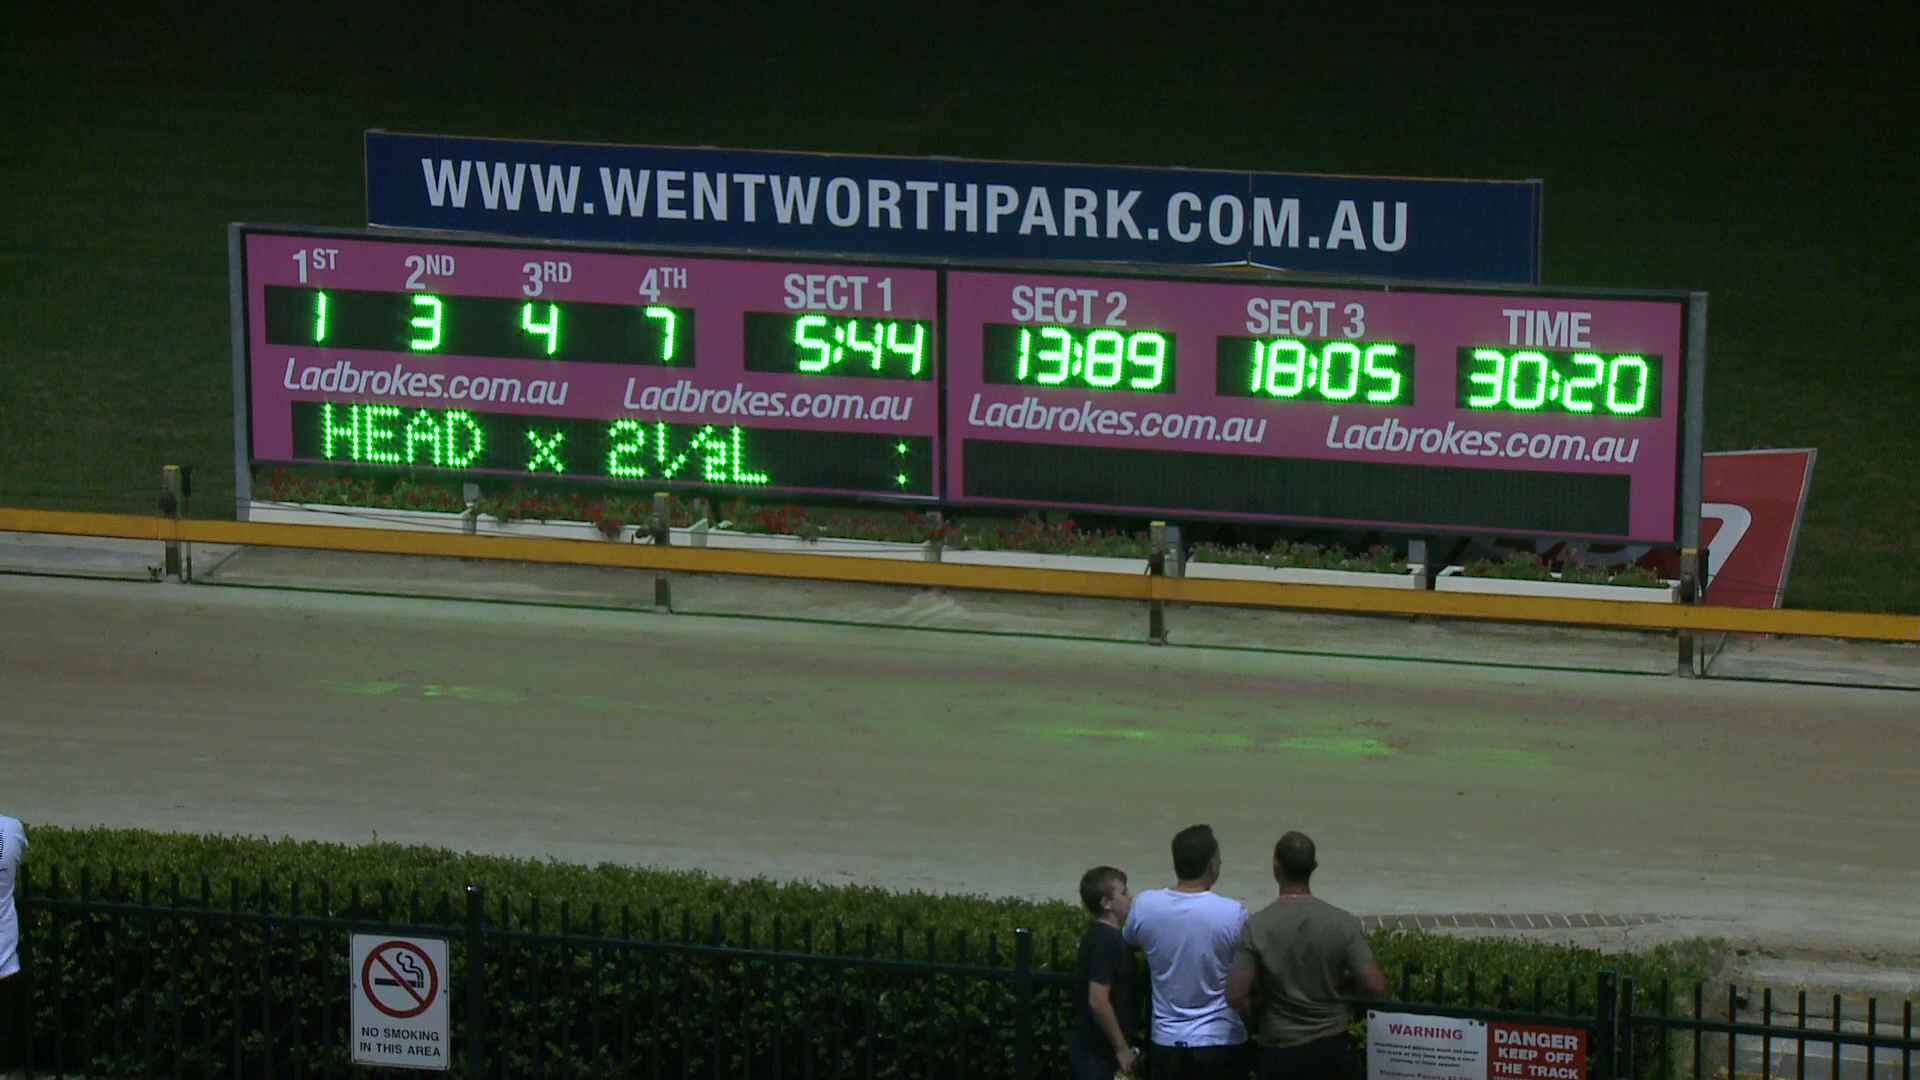 WWW.WENTWORTHPARK.COM.AU
1ST 2ND 3RD 4TH SECT 1 SECT 2 SECT 3 TIME
1 3 4 7 5:44 13:89 18:05 30:20
Ladbrokes.com.au Ladbrokes.com.au Ladbrokes.com.au Ladbrokes.com.au
HEAD x 2½L :
NO SMOKING
IN THIS AREA
WARNING
DANGER
KEEP OFF
THE TRACK